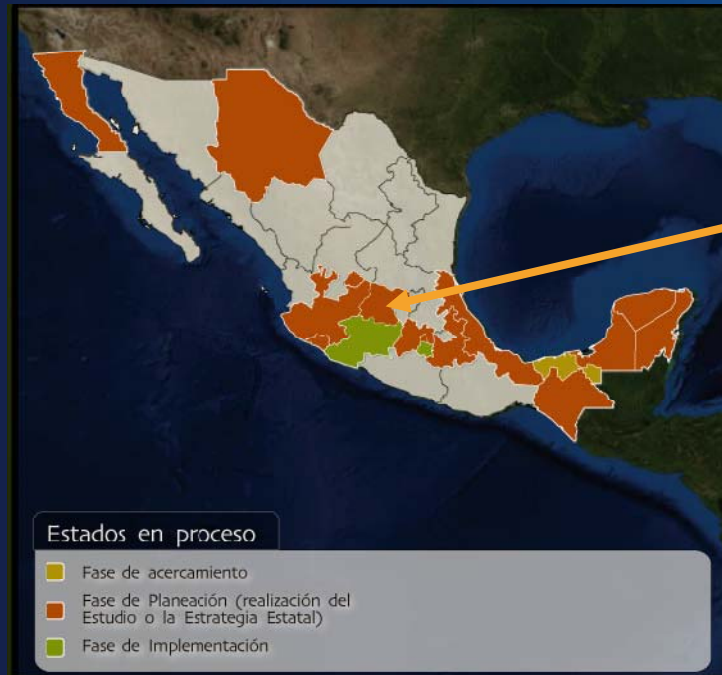 Estados en proceso
Fase de acercamiento
Fase de Planeación (realización del
Estudio o la Estrategia Estatal)
Fase de Implementación